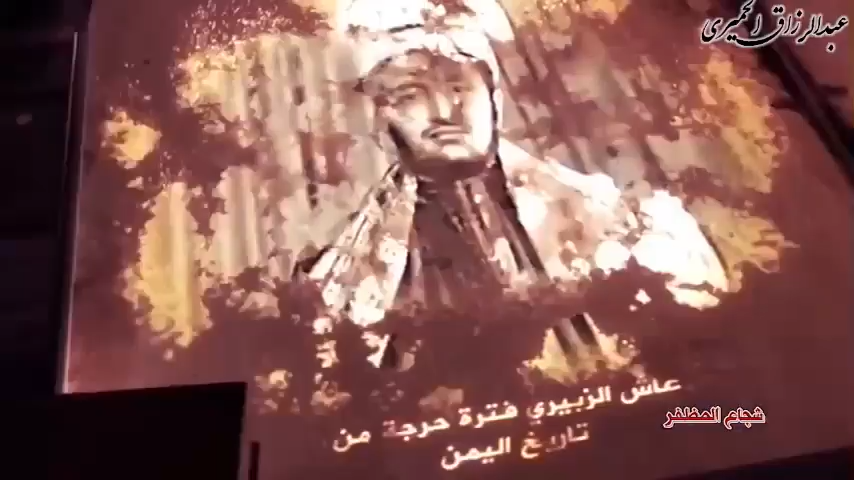 عبدالرزاق الحميري
عاش الزبيري فترة حرجة من
تاريخ اليمن
شجاع المظفر